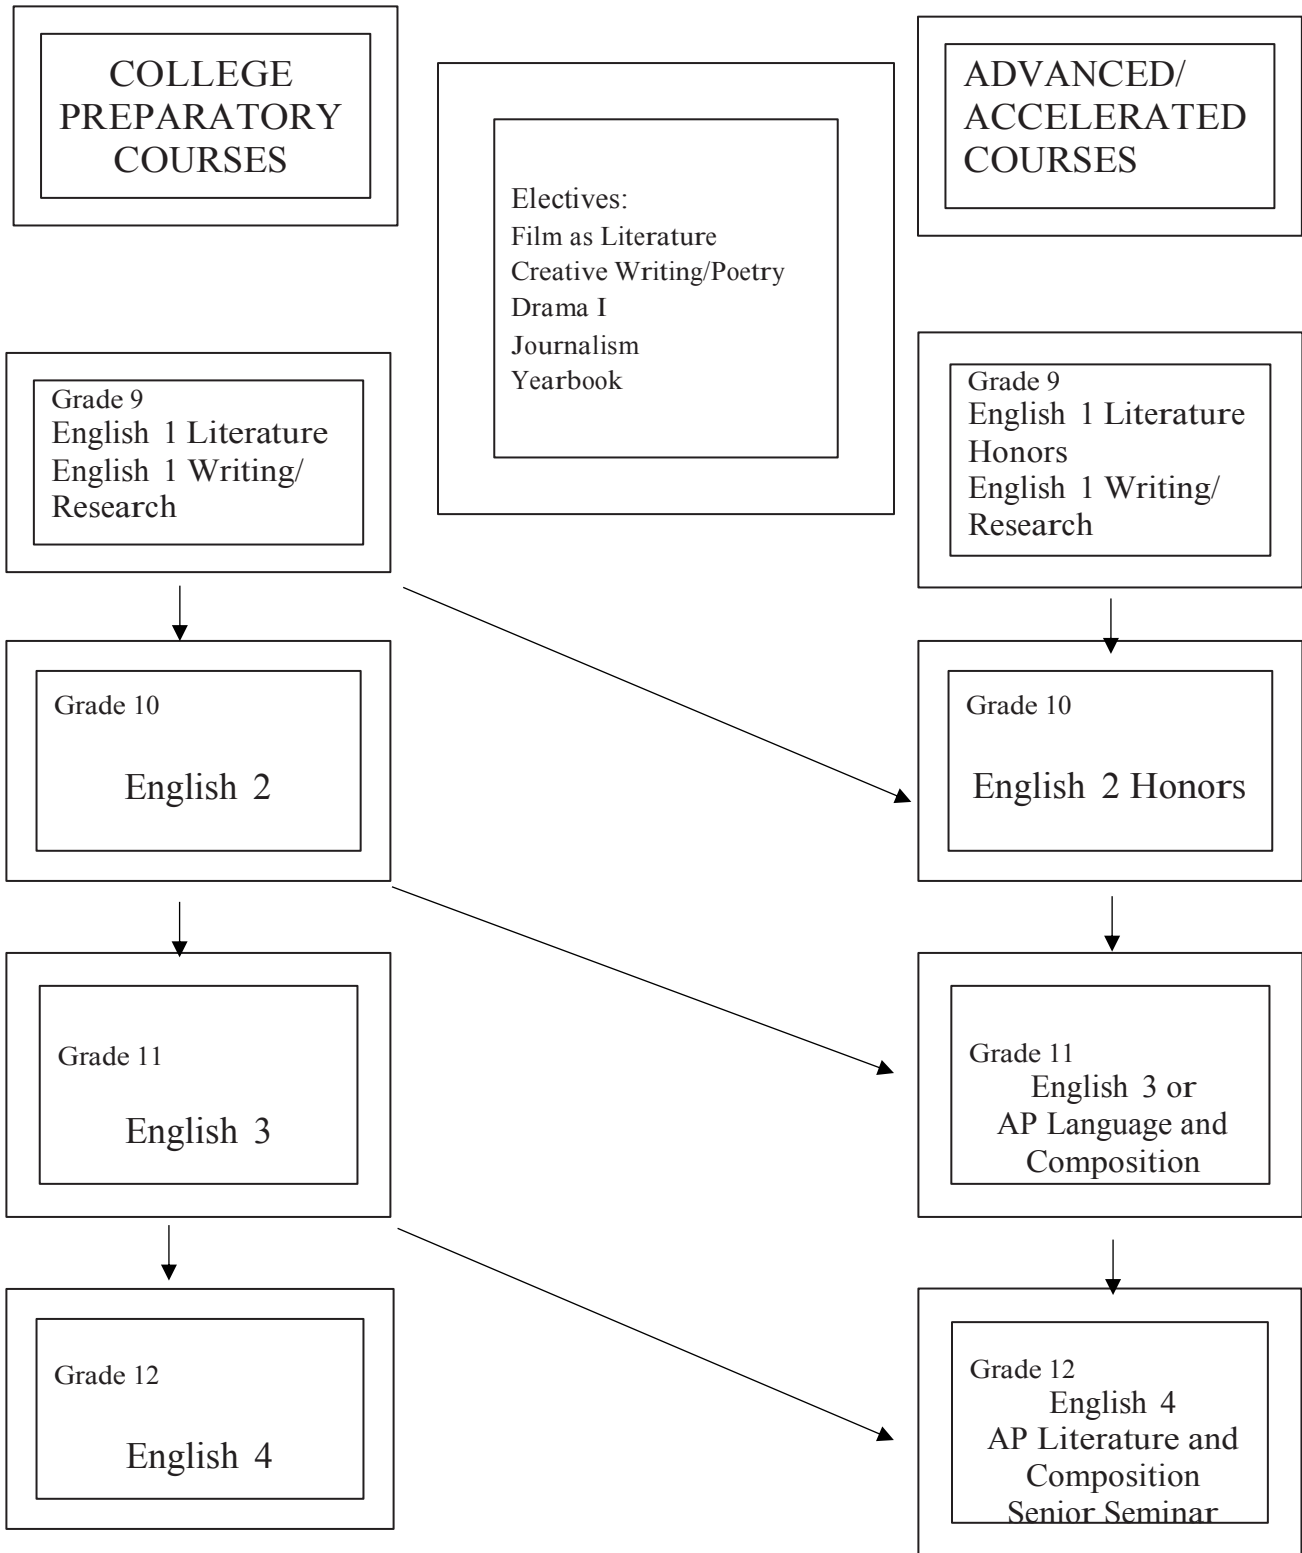 COLLEGE
PREPARATORY
COURSES
Electives:
Film as Literature
Creative Writing/Poetry
Drama I
Journalism
Yearbook
ADVANCED/
ACCELERATED
COURSES
Grade 9
English 1 Literature
English 1 Writing/
Research
Grade 9
English 1 Literature
Honors
English 1 Writing/
Research
Grade 10
English 2
Grade 10
English 2 Honors
Grade 11
English 3
Grade 11
English 3 or
AP Language and
Composition
Grade 12
English 4
Grade 12
English 4
AP Literature and
Composition
Senior Seminar